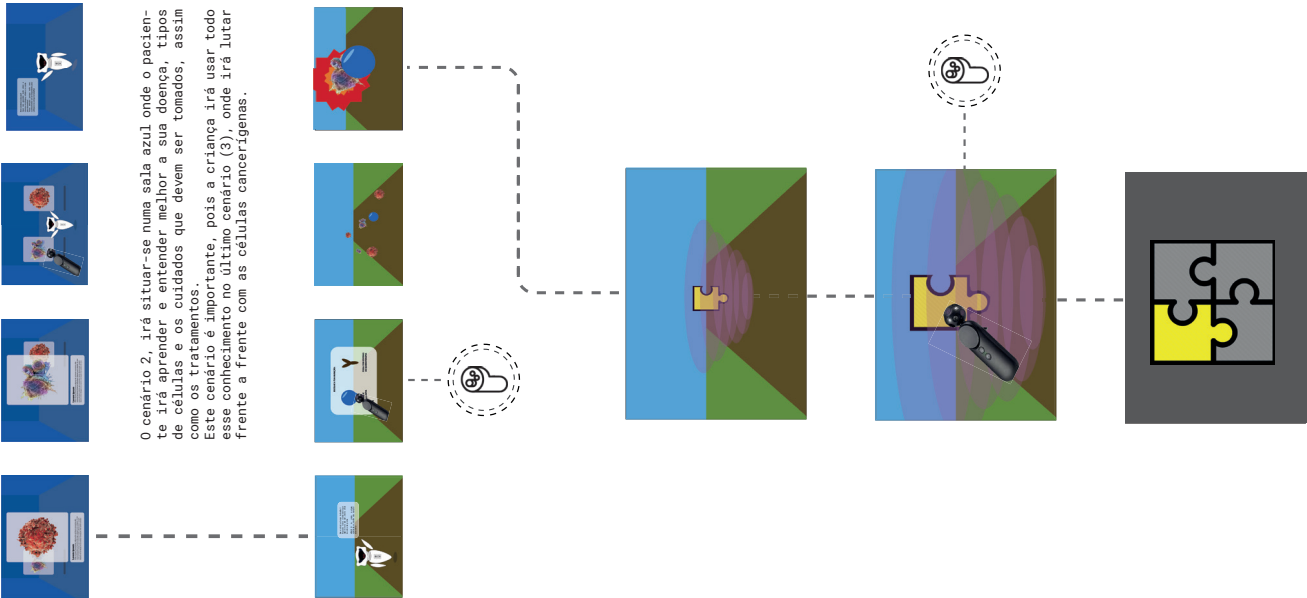 O cenário 2, irá situar-se numa sala azul onde o pacien-
te irá aprender e entender melhor a sua doença, tipos
de células e os cuidados que devem ser tomados, assim
como os tratamentos.
Este cenário é importante, pois a criança irá usar todo
esse conhecimento no último cenário (3), onde irá lutar
frente a frente com as células cancerígenas.